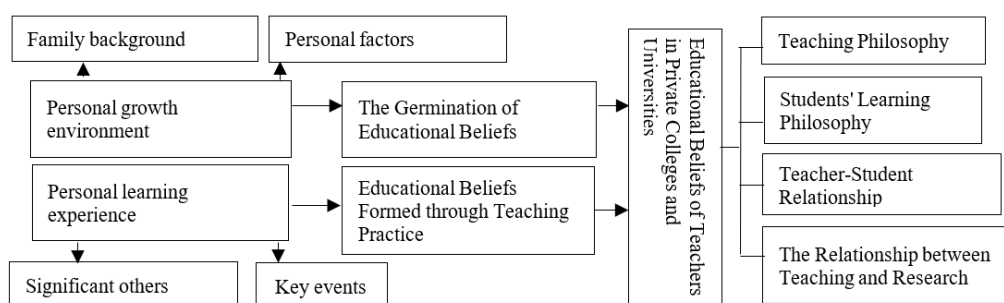 Family background
Personal factors
Personal growth
environment
The Germination of
Educational Beliefs
Personal learning
experience
Educational Beliefs
Formed through Teaching
Practice
Significant others
Key events
Educational Beliefs of Teachers
in Private Colleges and
Universities
Teaching Philosophy
Students' Learning
Philosophy
Teacher-Student
Relationship
The Relationship between
Teaching and Research